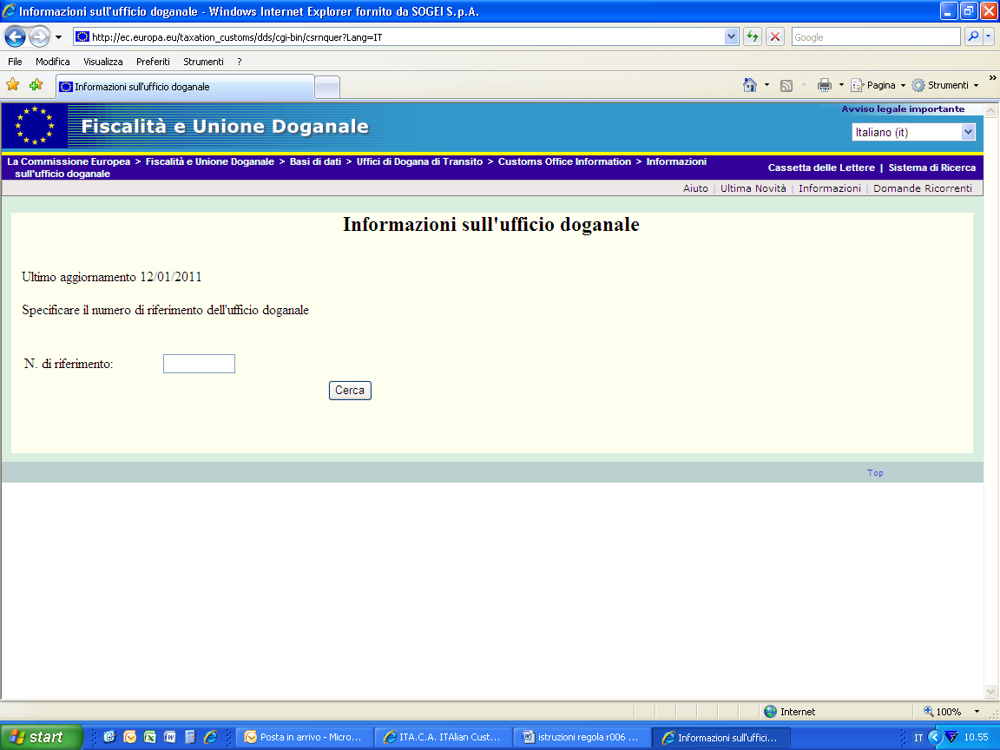 Informazioni sull'ufficio doganale - Windows Internet Explorer fornito da SOGEI S.p.A.
http://ec.europa.eu/taxation_customs/dds/cgi-bin/csrnquer?Lang=IT
Google
File Modifica Visualizza Preferiti Strumenti ?
Informazioni sull'ufficio doganale
Pagina Strumenti »
Avviso legale importante
Fiscalità e Unione Doganale
Italiano (it)
La Commissione Europea > Fiscalità e Unione Doganale > Basi di dati > Uffici di Dogana di Transito > Customs Office Information > Informazioni
sull'ufficio doganale
Cassetta delle Lettere | Sistema di Ricerca
Aiuto | Ultima Novità | Informazioni | Domande Ricorrenti
Informazioni sull'ufficio doganale
Ultimo aggiornamento 12/01/2011
Specificare il numero di riferimento dell'ufficio doganale
N. di riferimento:
Cerca
Top
Internet 100%
start Posta in arrivo - Micro... ITA.C.A. ITAlian Cust... istruzioni regola r006 ... Informazioni sull'uffici... IT 10.55